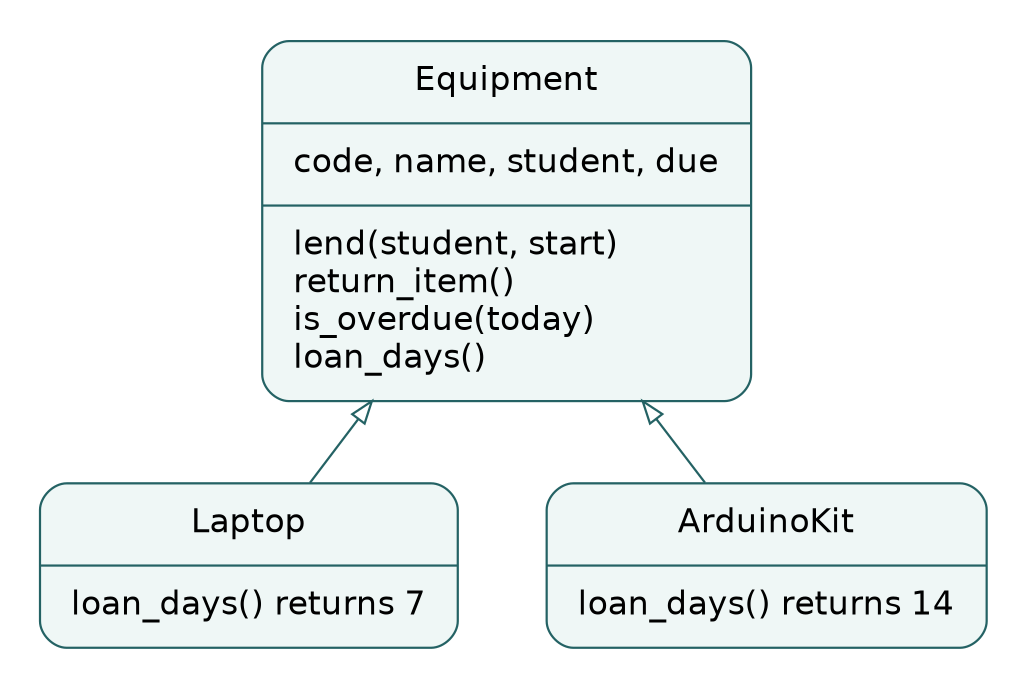 Equipment
code, name, student, due
lend(student, start)
return_item()
is_overdue(today)
loan_days()
Laptop
loan_days() returns 7
ArduinoKit
loan_days() returns 14